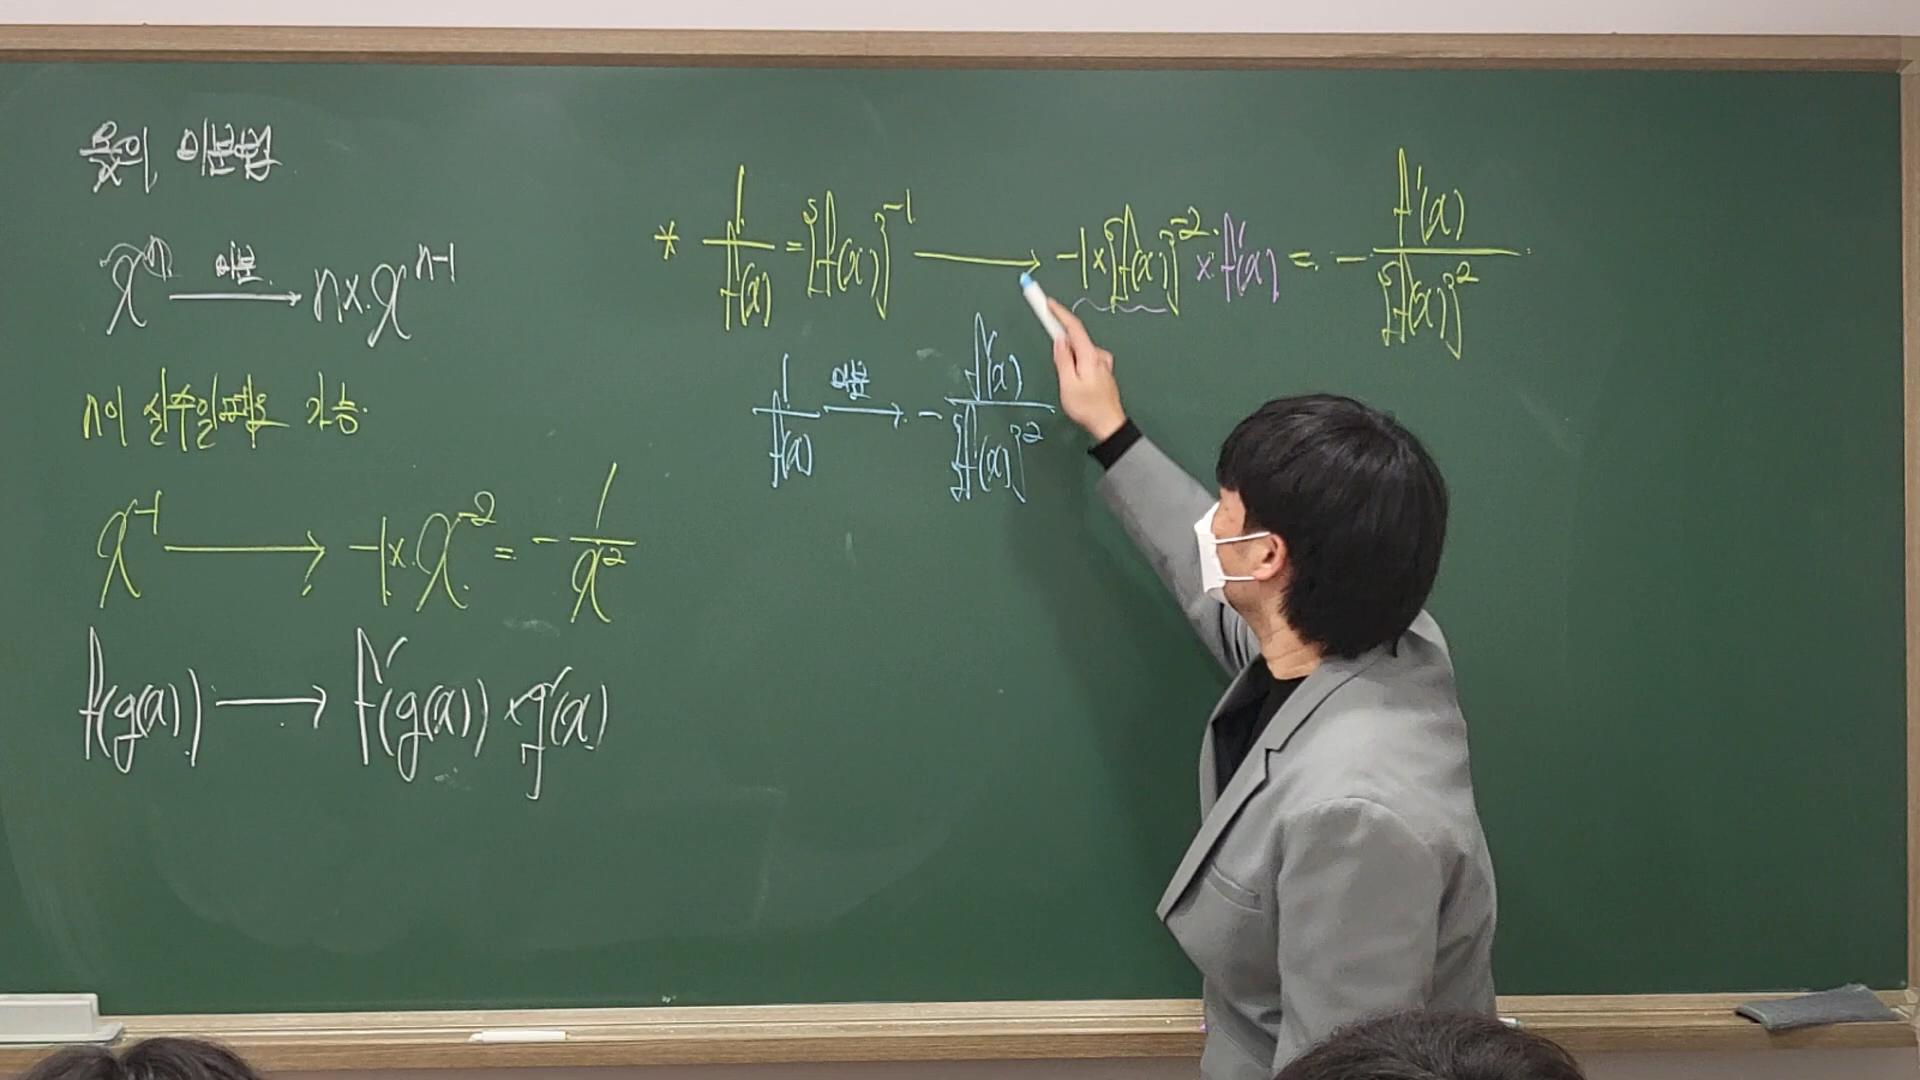 몫의 미분법
x^n 미분→ n×x^{n-1}
n이 실수일때도 가능.
x^{-1} → -1×x^{-2} = -1/x^2
f(g(x)) → f'(g(x)) × g'(x)
* 1/f(x) = {f(x)}^{-1} → -1×{f(x)}^{-2} × f'(x) = - f'(x)/{f(x)}^2
1/f(x) 미분→ - f'(x)/{f(x)}^2